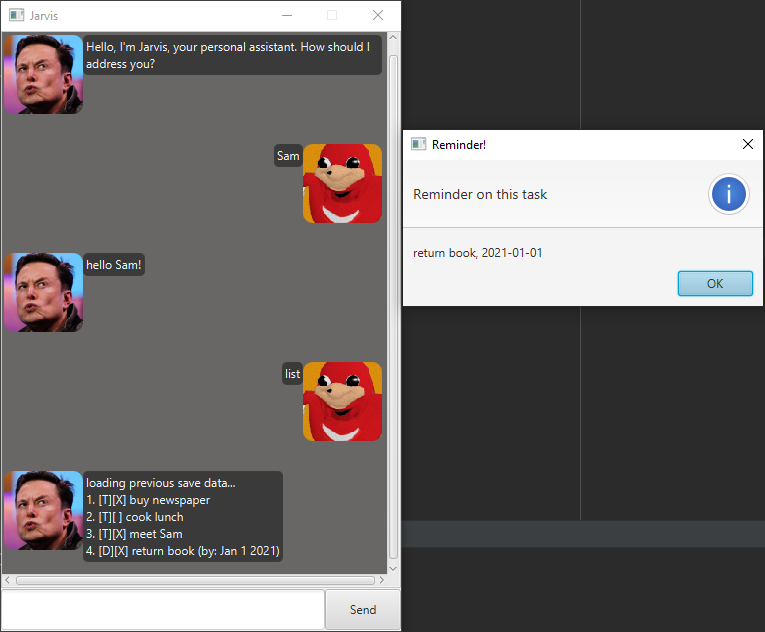 Jarvis
Hello, I'm Jarvis, your personal assistant. How should I
address you?
Sam
hello Sam!
list
loading previous save data...
1. [T][X] buy newspaper
2. [T][ ] cook lunch
3. [T][X] meet Sam
4. [D][X] return book (by: Jan 1 2021)
Send
Reminder!
Reminder on this task
i
return book, 2021-01-01
OK